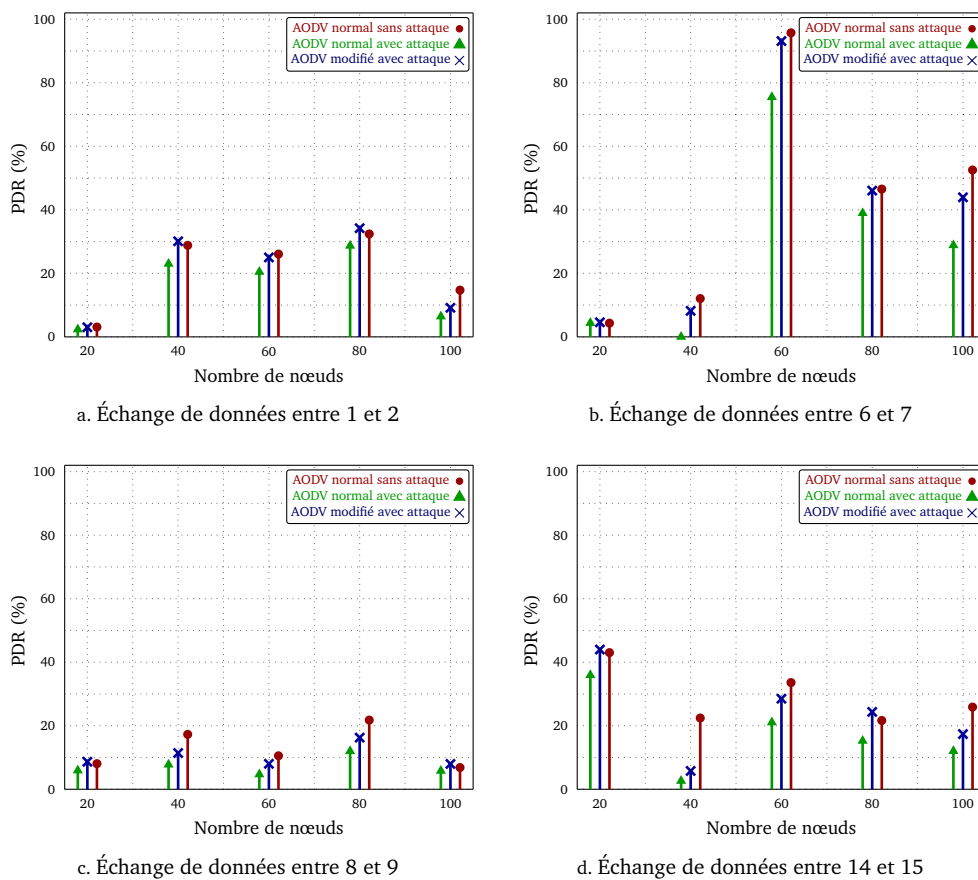 100
80
60
40
20
0
PDR (%)
AODV normal sans attaque
AODV normal avec attaque
AODV modifié avec attaque
20 40 60 80 100
Nombre de nœuds
a. Échange de données entre 1 et 2
100
80
60
40
20
0
PDR (%)
AODV normal sans attaque
AODV normal avec attaque
AODV modifié avec attaque
20 40 60 80 100
Nombre de nœuds
b. Échange de données entre 6 et 7
100
80
60
40
20
0
PDR (%)
AODV normal sans attaque
AODV normal avec attaque
AODV modifié avec attaque
20 40 60 80 100
Nombre de nœuds
c. Échange de données entre 8 et 9
100
80
60
40
20
0
PDR (%)
AODV normal sans attaque
AODV normal avec attaque
AODV modifié avec attaque
20 40 60 80 100
Nombre de nœuds
d. Échange de données entre 14 et 15